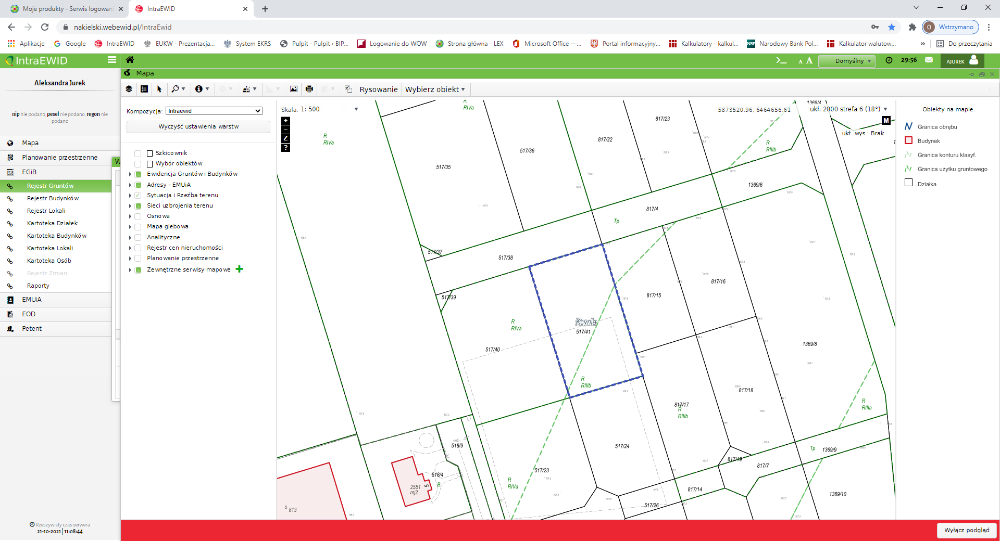 Moje produkty - Serwis logowan
IntraEWID
nakielski.webewid.pl/IntraEwid
O Wstrzymano
Aplikacje
Google
IntraEWID
EUKW - Prezentacja...
System EKRS
Pulpit - Pulpit ‹ BIP...
Logowanie do WOW
Strona główna - LEX
Microsoft Office —...
Portal informacyjny...
Kalkulatory - kalkul...
NBP Narodowy Bank Pol...
Kalkulator walutow...
»
Do przeczytania
IntraEWID
A A
Domyślny
29:56
AJUREK
Mapa
Aleksandra Jurek
nip nie podano, pesel nie podano, regon nie
podano
Mapa
Planowanie przestrzenne
EGiB
Rejestr Gruntów
Rejestr Budynków
Rejestr Lokali
Kartoteka Działek
Kartoteka Budynków
Kartoteka Lokali
Kartoteka Osób
Rejestr Zmian
Raporty
EMUiA
EOD
Petent
Rzeczywisty czas serwera
21-10-2021 | 11:08:44
W
Rysowanie
Wybierz obiekt
Kompozycja: Intraewid
Wyczyść ustawienia warstw
Szkicownik
Wybór obiektów
Ewidencja Gruntów i Budynków
Adresy - EMUiA
Sytuacja i Rzeźba terenu
Sieci uzbrojenia terenu
Osnowa
Mapa glebowa
Analityczne
Rejestr cen nieruchomości
Planowanie przestrzenne
Zewnętrzne serwisy mapowe
Skala: 1: 500
+
–
Z
?
5873520.96, 6464656.61
ukł. 2000 strefa 6 (18°)
M
ukł. wys.: Brak
1369/4
R
RIVa
817/23
R
RIVa
817/22
R
RIIIb
517/36
517/35
1369/6
817/4
Tp
517/37
517/38
817/16
817/15
517/39
R
RIVa
Kcynia
517/41
1369/8
517/40
R
RIIIb
817/18
817/17
R
RIIIb
R
RIIIa
518/9
517/24
Tp
1369/9
817/19
817/7
517/23
518/4
B
2551
mj2
5
R
RIVa
817/14
1369/10
517/26
s
813
Obiekty na mapie
Granica obrębu
Budynek
Granica konturu klasyf.
Granica użytku gruntowego
Działka
Wyłącz podgląd